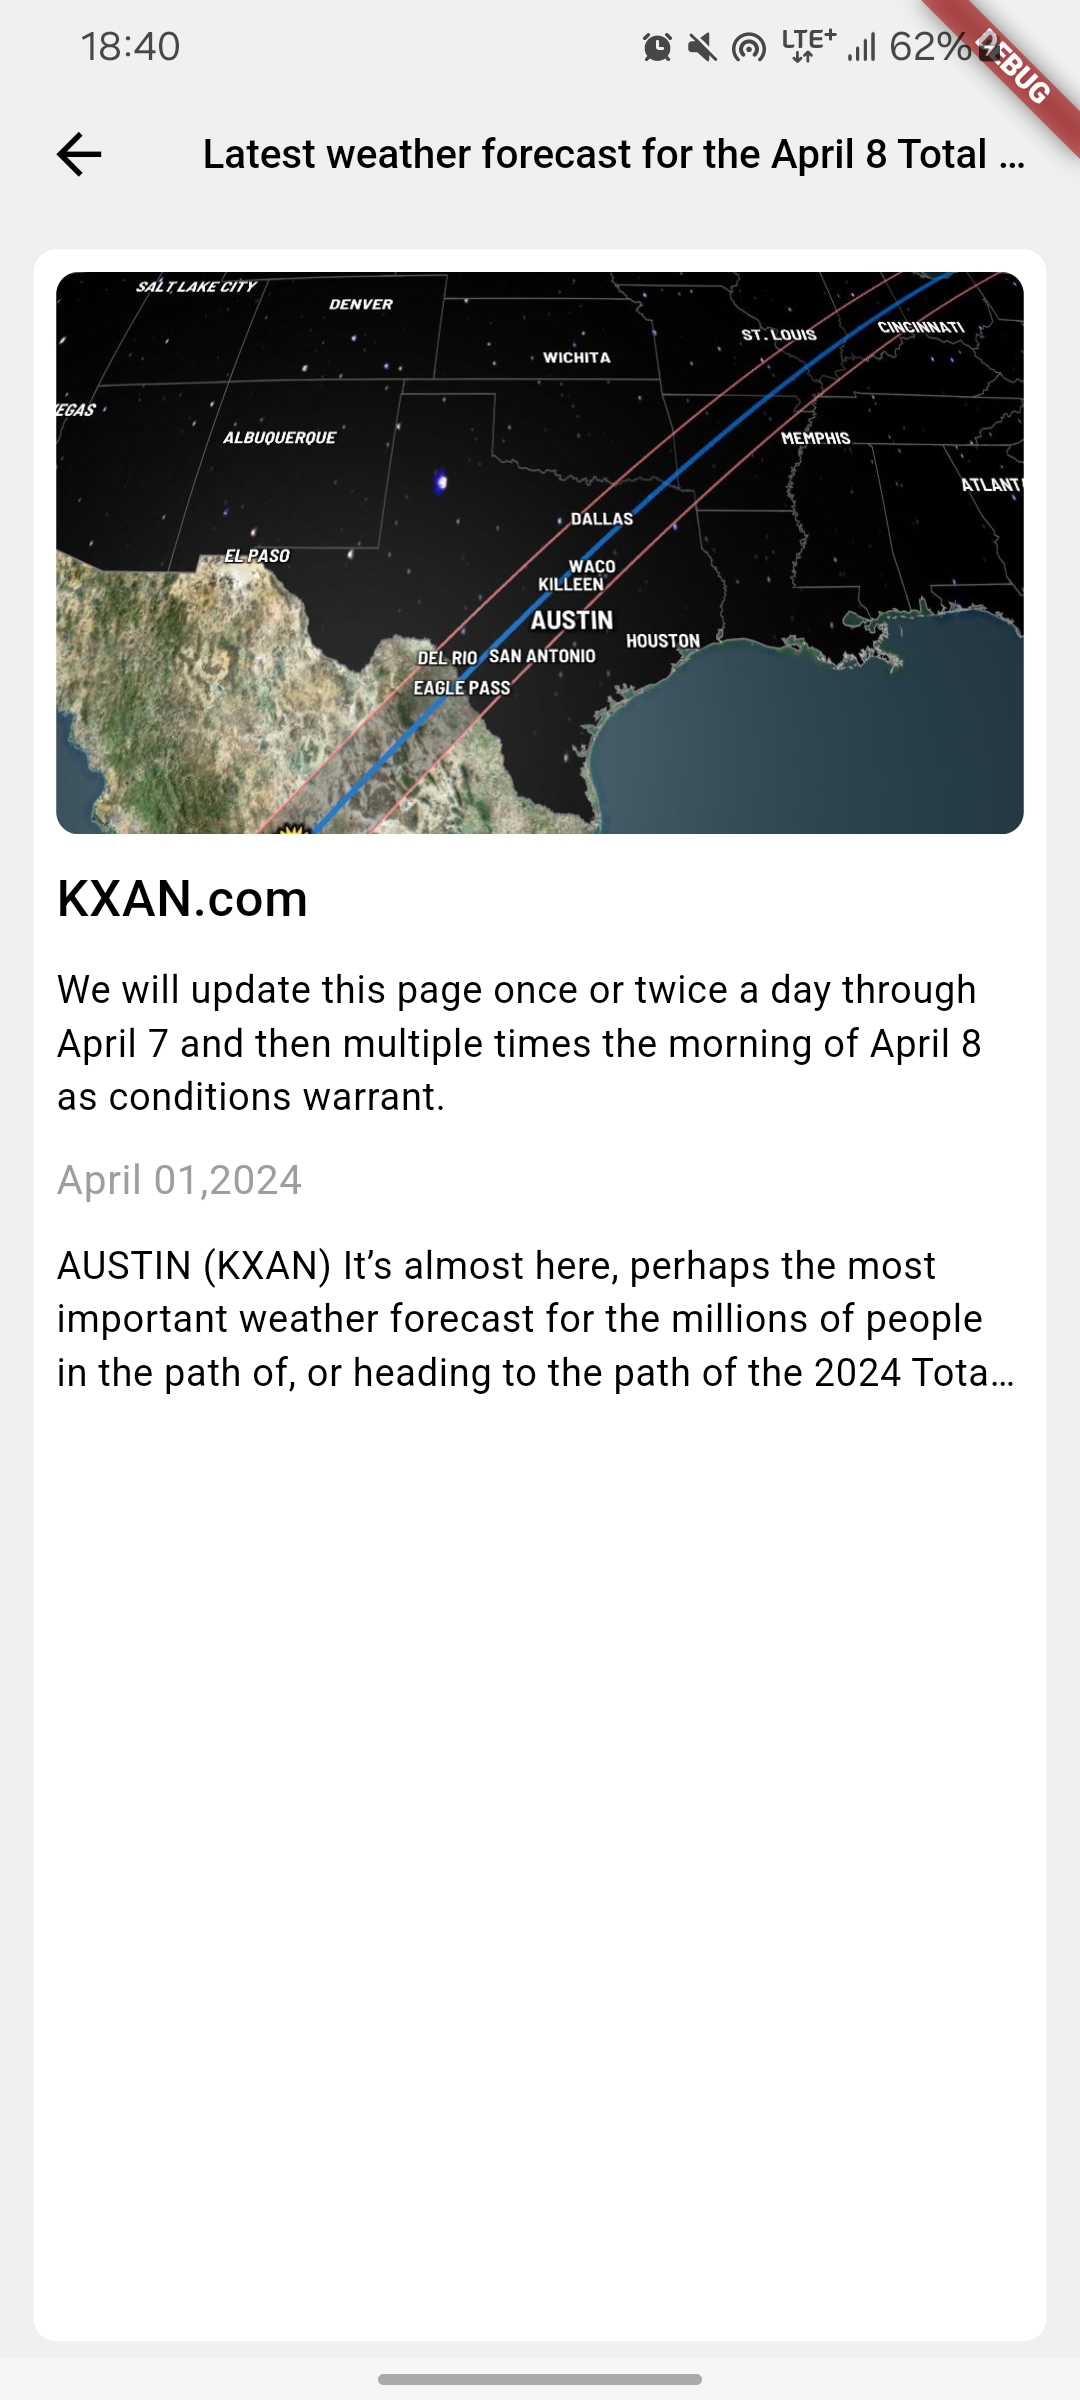 18:40 LTE+ 62%
DEBUG
Latest weather forecast for the April 8 Total ...
SALT LAKE CITY
DENVER
ST. LOUIS
CINCINNATI
WICHITA
EGAS
ALBUQUERQUE
MEMPHIS
ATLANT
DALLAS
EL PASO
WACO
KILLEEN
AUSTIN
HOUSTON
DEL RIO
SAN ANTONIO
EAGLE PASS
KXAN.com
We will update this page once or twice a day through
April 7 and then multiple times the morning of April 8
as conditions warrant.
April 01,2024
AUSTIN (KXAN) It’s almost here, perhaps the most
important weather forecast for the millions of people
in the path of, or heading to the path of the 2024 Tota...